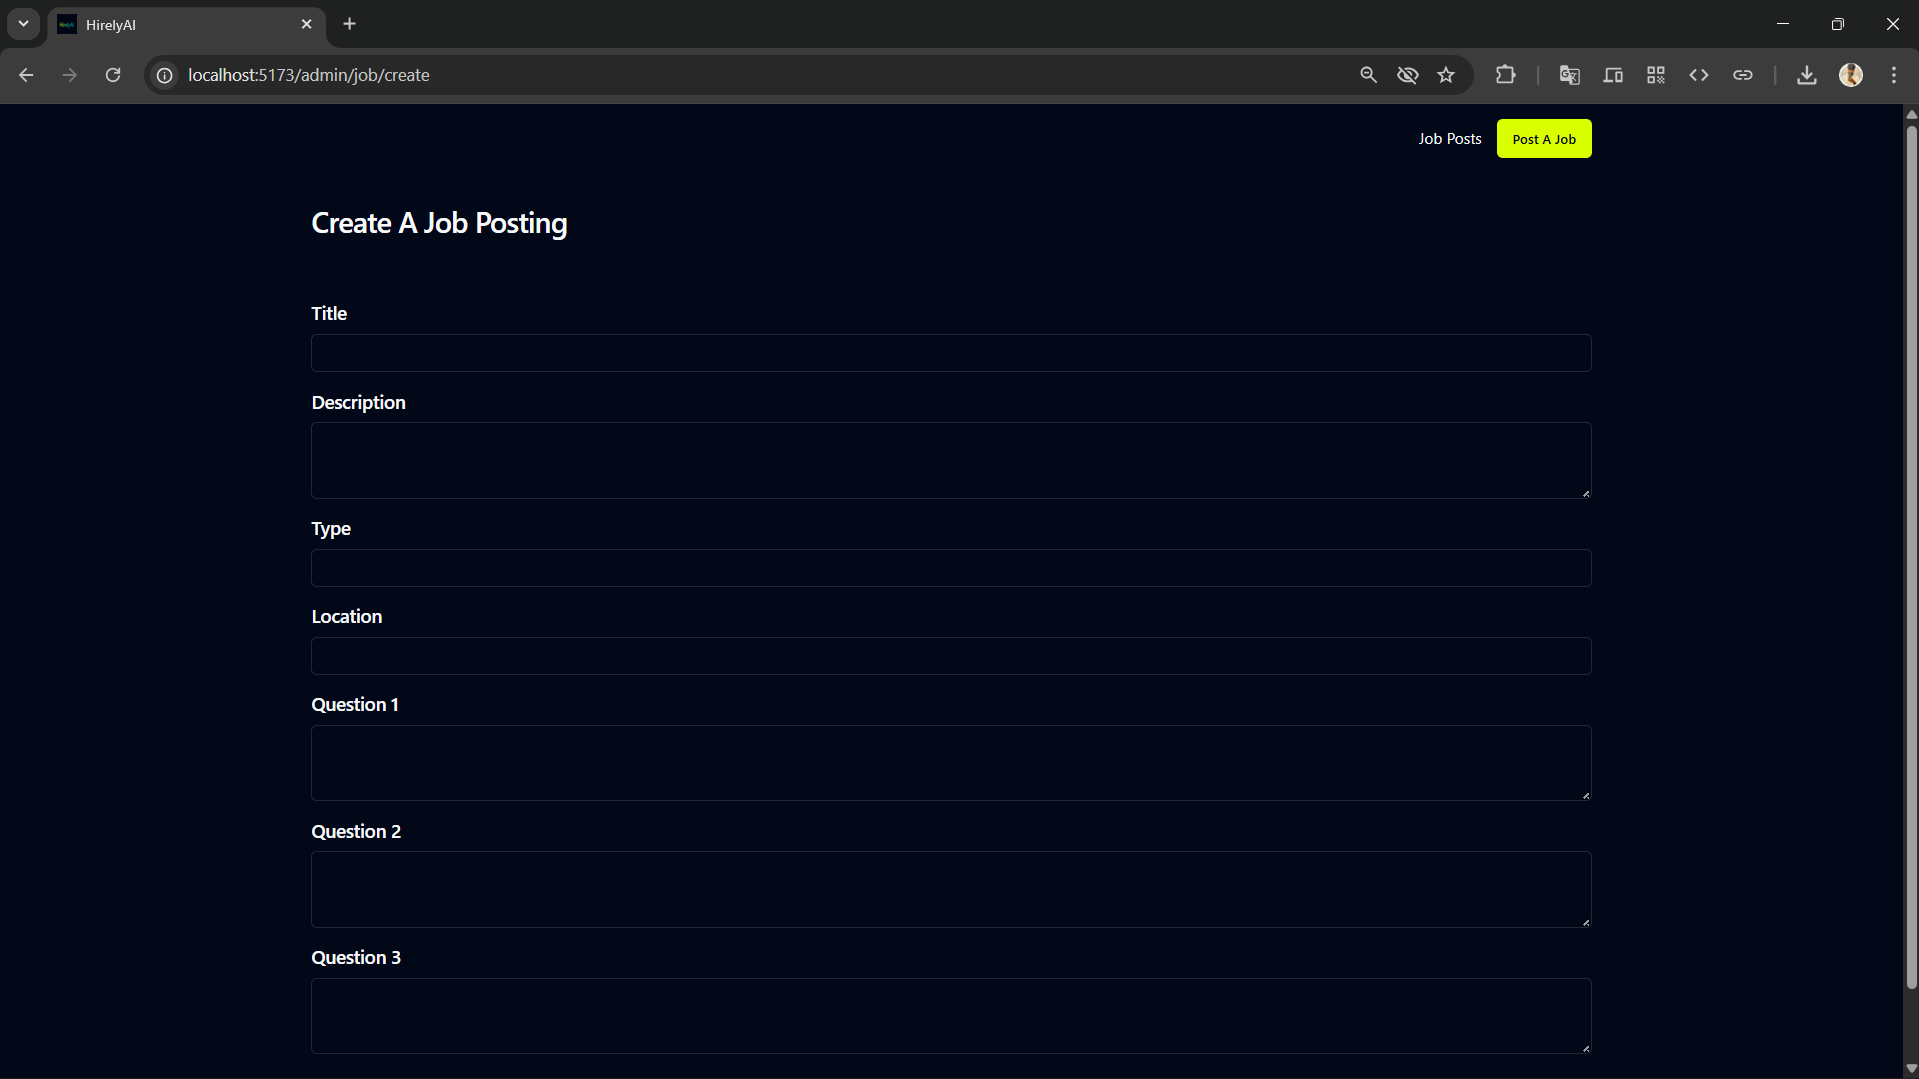 HirelyAI
localhost:5173/admin/job/create
Job Posts
Post A Job
Create A Job Posting
Title
Description
Type
Location
Question 1
Question 2
Question 3